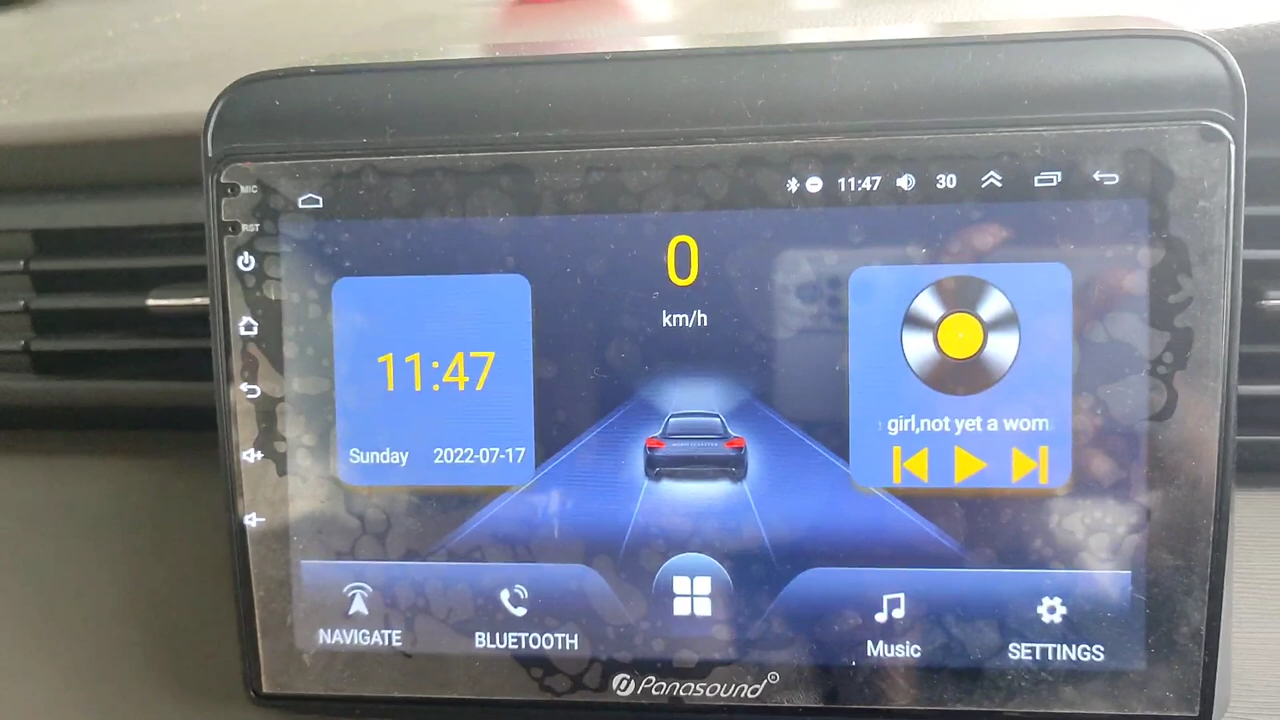 MIC
11:47 30
RST
0
km/h
11:47
Sunday 2022-07-17
girl,not yet a wom
NAVIGATE
BLUETOOTH
Music
SETTINGS
Panasound